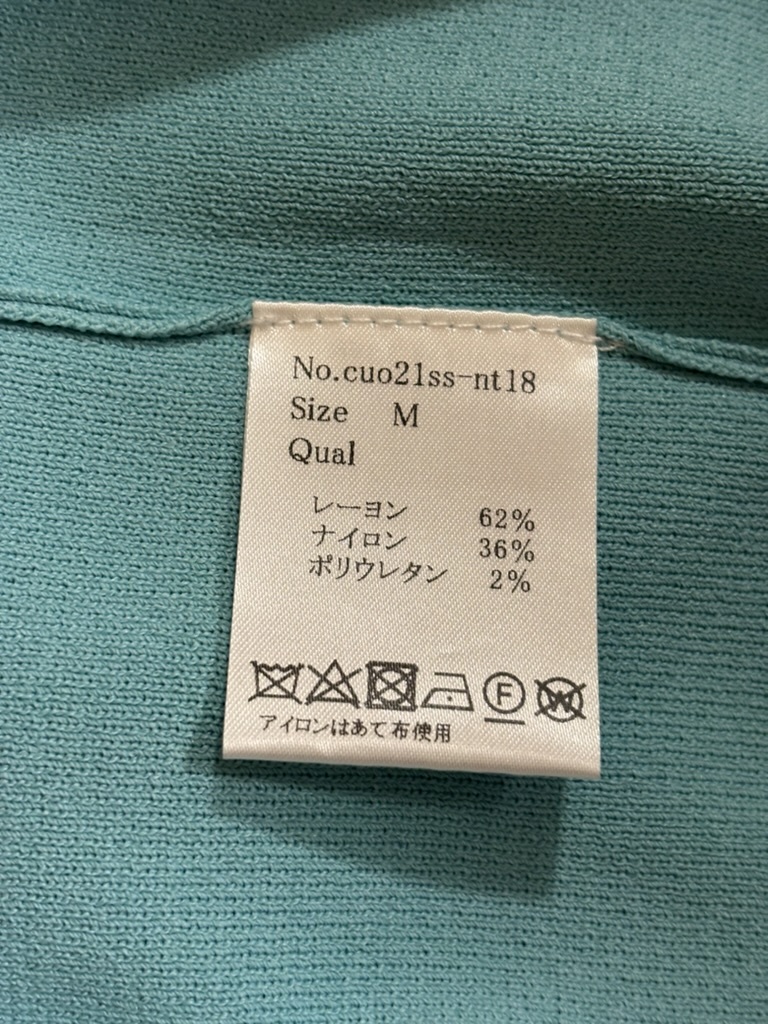 No.cuo21ss-nt18
Size M
Qual
レーヨン 62%
ナイロン 36%
ポリウレタン 2%
F W
アイロンはあて布使用